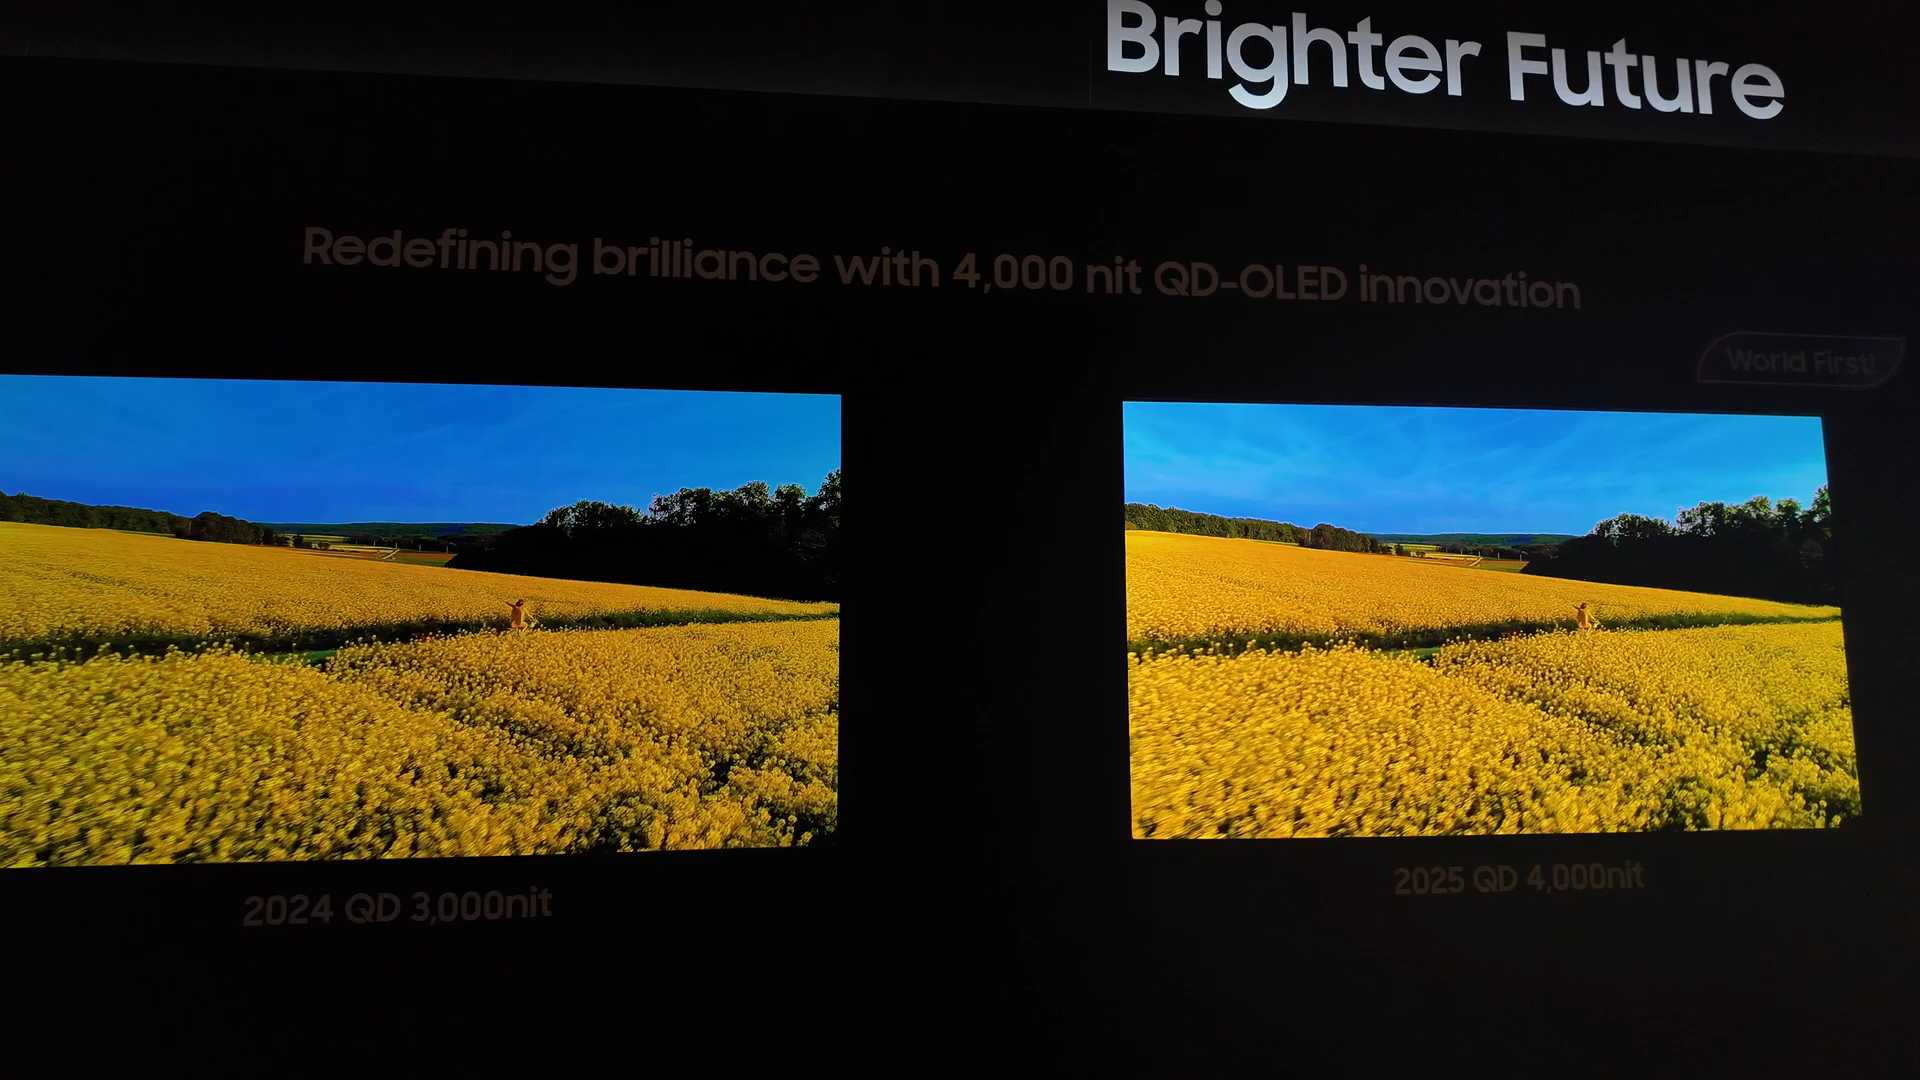 Brighter Future
Redefining brilliance with 4,000 nit QD-OLED innovation
World First!
2024 QD 3,000nit
2025 QD 4,000nit